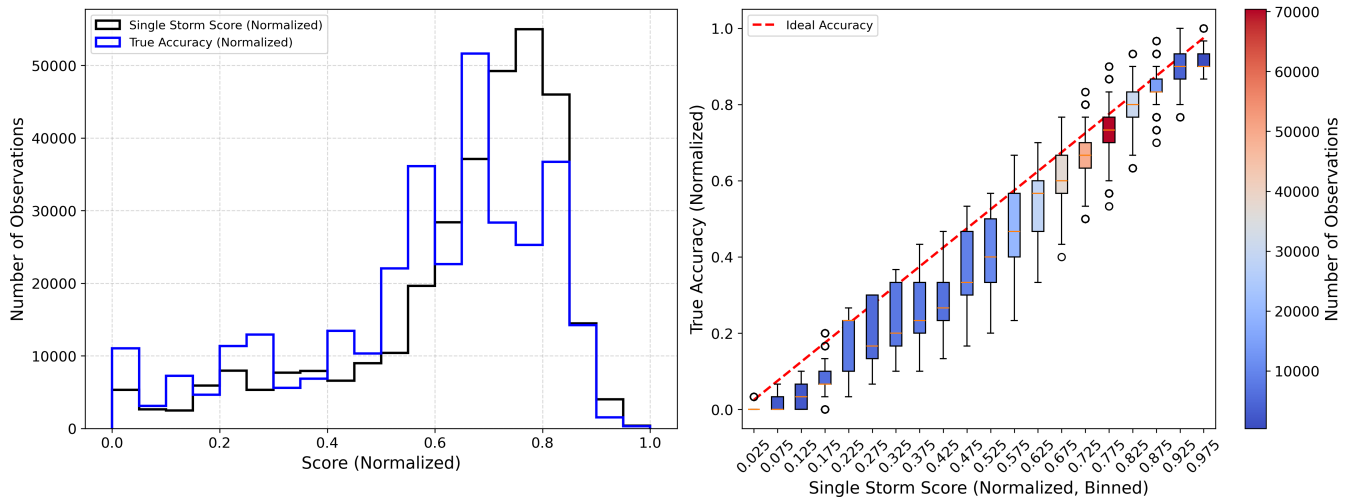 Single Storm Score (Normalized)
True Accuracy (Normalized)
Number of Observations
50000
40000
30000
20000
10000
0
0.0 0.2 0.4 0.6 0.8 1.0
Score (Normalized)
Ideal Accuracy
True Accuracy (Normalized)
1.0
0.8
0.6
0.4
0.2
0.0
0.025 0.075 0.125 0.175 0.225 0.275 0.325 0.375 0.425 0.475 0.525 0.575 0.625 0.675 0.725 0.775 0.825 0.875 0.925 0.975
Single Storm Score (Normalized, Binned)
70000
60000
50000
40000
30000
20000
10000
Number of Observations